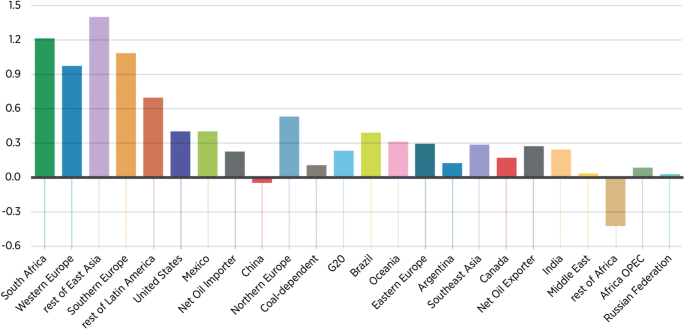 1.5
1.2
0.9
0.6
0.3
0.0
-0.3
-0.6
South Africa
Western Europe
rest of East Asia
Southern Europe
rest of Latin America
United States
Mexico
Net Oil Importer
China
Northern Europe
Coal-dependent
G20
Brazil
Oceania
Eastern Europe
Argentina
Southeast Asia
Canada
Net Oil Exporter
India
Middle East
rest of Africa
Africa OPEC
Russian Federation